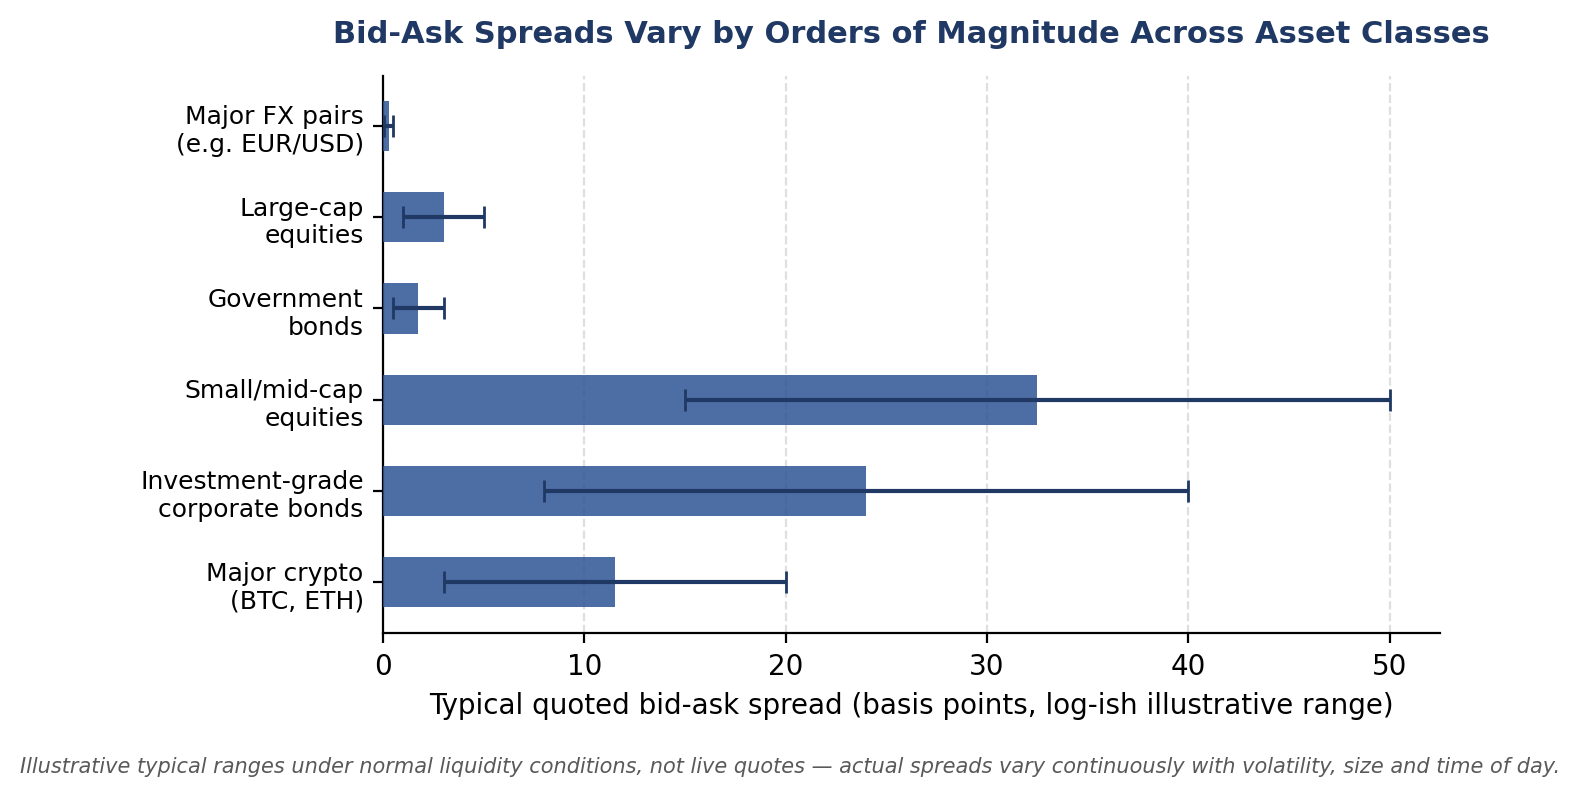 Bid-Ask Spreads Vary by Orders of Magnitude Across Asset Classes
Major FX pairs
(e.g. EUR/USD)
Large-cap
equities
Government
bonds
Small/mid-cap
equities
Investment-grade
corporate bonds
Major crypto
(BTC, ETH)
0 10 20 30 40 50
Typical quoted bid-ask spread (basis points, log-ish illustrative range)
Illustrative typical ranges under normal liquidity conditions, not live quotes — actual spreads vary continuously with volatility, size and time of day.